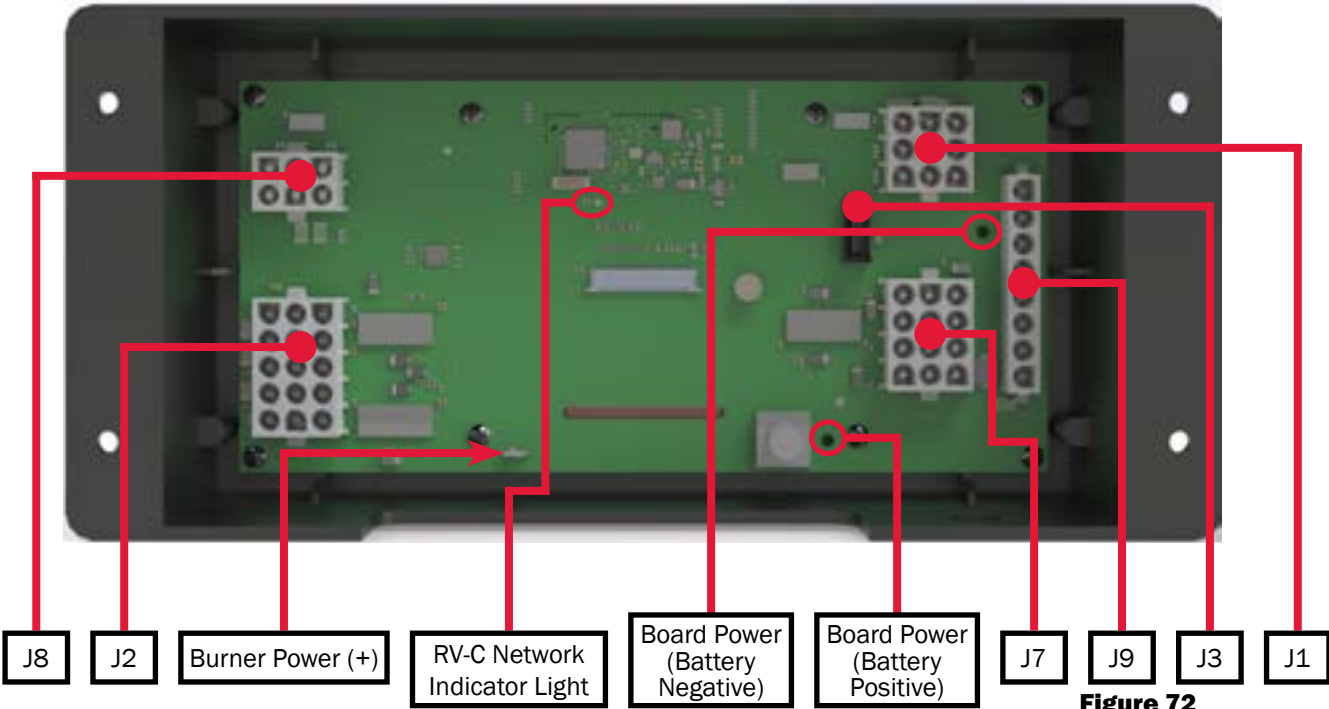 J8
J2
Burner Power (+)
RV-C Network
Indicator Light
Board Power
(Battery
Negative)
Board Power
(Battery
Positive)
J7
J9
J3
J1
Figure 72